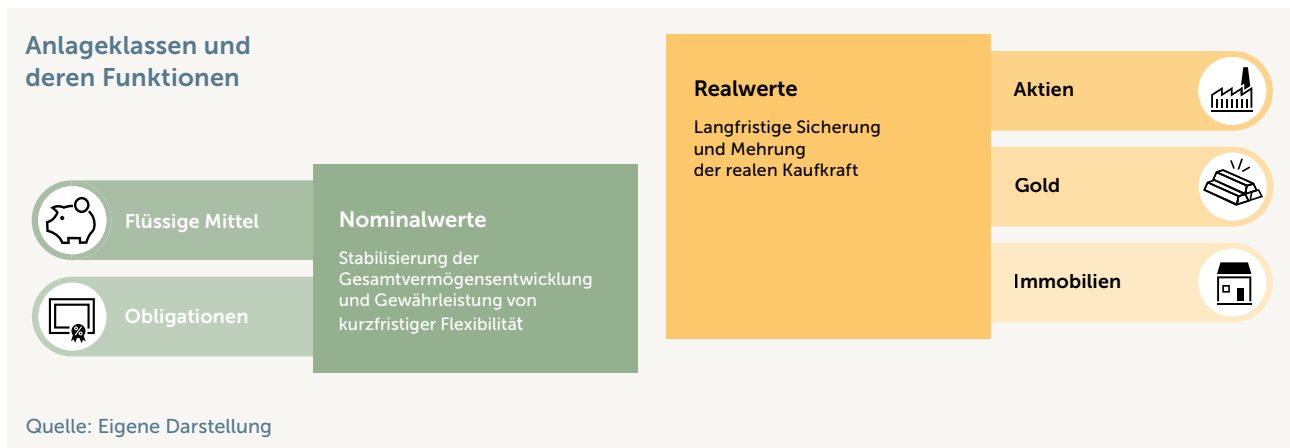 Anlageklassen und
deren Funktionen
Flüssige Mittel
Obligationen
%
Nominalwerte
Stabilisierung der
Gesamtvermögensentwicklung
und Gewährleistung von
kurzfristiger Flexibilität
Realwerte
Langfristige Sicherung
und Mehrung
der realen Kaufkraft
Aktien
Gold
Immobilien
Quelle: Eigene Darstellung